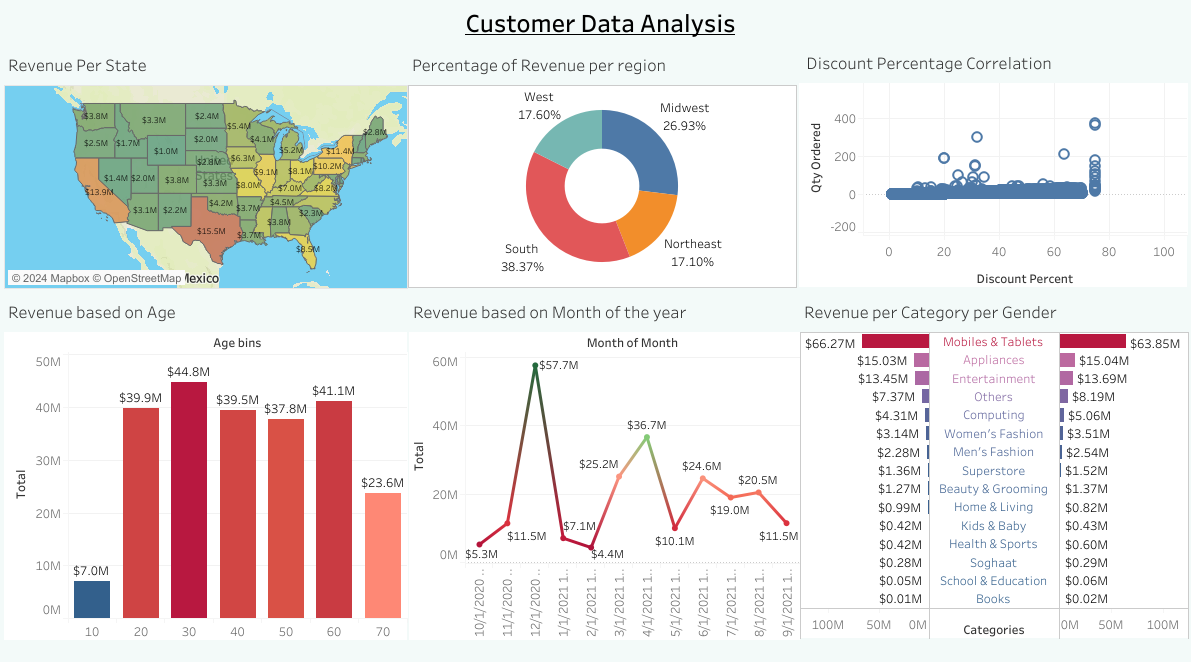 Customer Data Analysis
Revenue Per State
$3.8M
$3.3M
$2.4M
$5.4M
$2.8M
$2.5M
$1.7M
$1.0M
$2.0M
$4.1M
$5.2M
$11.4M
$10.2M
$2.8M
$6.3M
$9.1M
$8.1M
$13.9M
$1.4M
$2.0M
$3.8M
$3.3M
$8.0M
$7.0M
$8.2M
$4.5M
$3.1M
$2.2M
$4.2M
$3.7M
$3.8M
$2.3M
$15.5M
$3.7M
$8.5M
© 2024 Mapbox © OpenStreetMap
Mexico
Percentage of Revenue per region
West
17.60%
Midwest
26.93%
South
38.37%
Northeast
17.10%
Discount Percentage Correlation
Qty Ordered
400
200
0
-200
0 20 40 60 80 100
Discount Percent
Revenue based on Age
Age bins
Total
50M
40M
30M
20M
10M
0M
$7.0M
$39.9M
$44.8M
$39.5M
$37.8M
$41.1M
$23.6M
10 20 30 40 50 60 70
Revenue based on Month of the year
Month of Month
Total
60M
40M
20M
0M
$5.3M
$11.5M
$57.7M
$7.1M
$4.4M
$25.2M
$36.7M
$10.1M
$24.6M
$19.0M
$20.5M
$11.5M
10/1/2020 ..
11/1/2020 ..
12/1/2020 ..
1/1/2021 1..
2/1/2021 1..
3/1/2021 1..
4/1/2021 1..
5/1/2021 1..
6/1/2021 1..
7/1/2021 1..
8/1/2021 1..
9/1/2021 1..
Revenue per Category per Gender
$66.27M Mobiles & Tablets $63.85M
$15.03M Appliances $15.04M
$13.45M Entertainment $13.69M
$7.37M Others $8.19M
$4.31M Computing $5.06M
$3.14M Women's Fashion $3.51M
$2.28M Men's Fashion $2.54M
$1.36M Superstore $1.52M
$1.27M Beauty & Grooming $1.37M
$0.99M Home & Living $0.82M
$0.42M Kids & Baby $0.43M
$0.42M Health & Sports $0.60M
$0.28M Soghaat $0.29M
$0.05M School & Education $0.06M
$0.01M Books $0.02M
100M 50M 0M Categories 0M 50M 100M